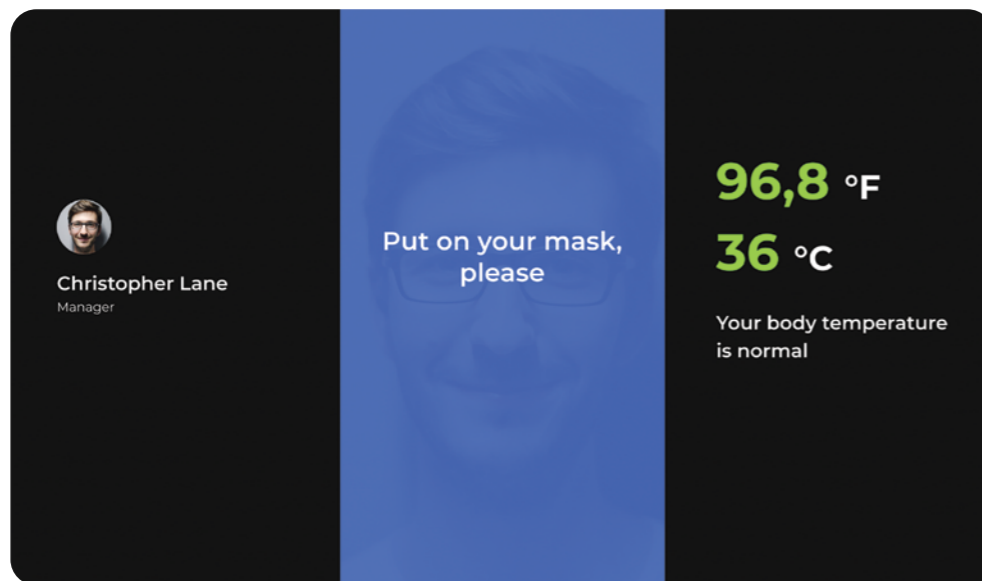 Christopher Lane
Manager
Put on your mask,
please
96,8 °F
36 °C
Your body temperature
is normal